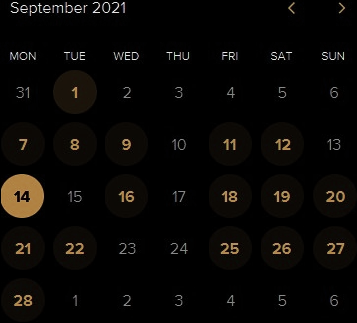 September 2021
MON TUE WED THU FRI SAT SUN
31 1 2 3 4 5 6
7 8 9 10 11 12 13
14 15 16 17 18 19 20
21 22 23 24 25 26 27
28 1 2 3 4 5 6